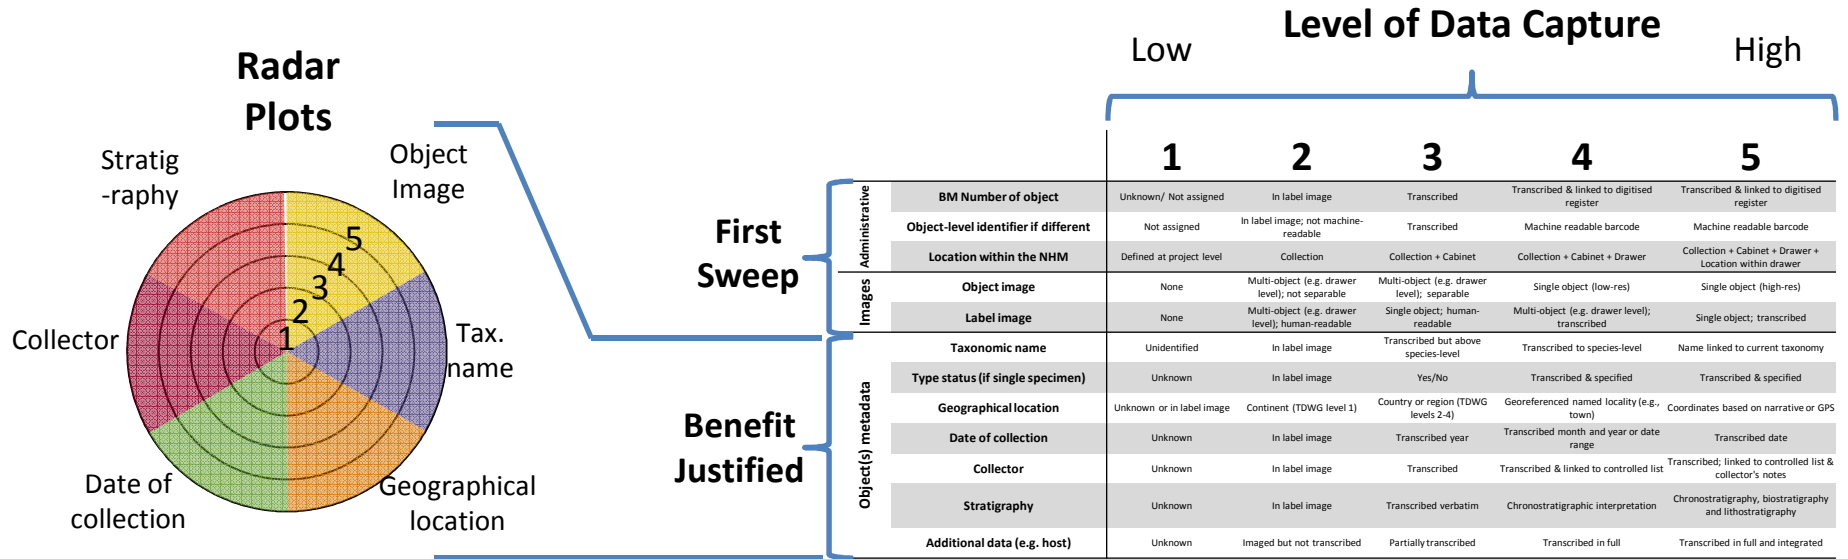 Level of Data Capture
Low
High
Radar
Plots
Stratig
-raphy
Object
Image
5
4
3
2
1
Collector
Tax.
name
Date of
collection
Geographical
location
First
Sweep
Benefit
Justified
1 2 3 4 5
Administrative
BM Number of object
Unknown/ Not assigned
In label image
Transcribed
Transcribed & linked to digitised
register
Transcribed & linked to digitised
register
Object-level identifier if different
Not assigned
In label image; not machine-
readable
Transcribed
Machine readable barcode
Machine readable barcode
Location within the NHM
Defined at project level
Collection
Collection + Cabinet
Collection + Cabinet + Drawer
Collection + Cabinet + Drawer +
Location within drawer
Images
Object image
None
Multi-object (e.g. drawer
level); not separable
Multi-object (e.g. drawer
level); separable
Single object (low-res)
Single object (high-res)
Label image
None
Multi-object (e.g. drawer
level); human-readable
Single object; human-
readable
Multi-object (e.g. drawer level);
transcribed
Single object; transcribed
Object(s) metadata
Taxonomic name
Unidentified
In label image
Transcribed but above
species-level
Transcribed to species-level
Name linked to current taxonomy
Type status (if single specimen)
Unknown
In label image
Yes/No
Transcribed & specified
Transcribed & specified
Geographical location
Unknown or in label image
Continent (TDWG level 1)
Country or region (TDWG
levels 2-4)
Georeferenced named locality (e.g.,
town)
Coordinates based on narrative or GPS
Date of collection
Unknown
In label image
Transcribed year
Transcribed month and year or date
range
Transcribed date
Collector
Unknown
In label image
Transcribed
Transcribed & linked to controlled list
Transcribed; linked to controlled list &
collector's notes
Stratigraphy
Unknown
In label image
Transcribed verbatim
Chronostratigraphic interpretation
Chronostratigraphy, biostratigraphy
and lithostratigraphy
Additional data (e.g. host)
Unknown
Imaged but not transcribed
Partially transcribed
Transcribed in full
Transcribed in full and integrated